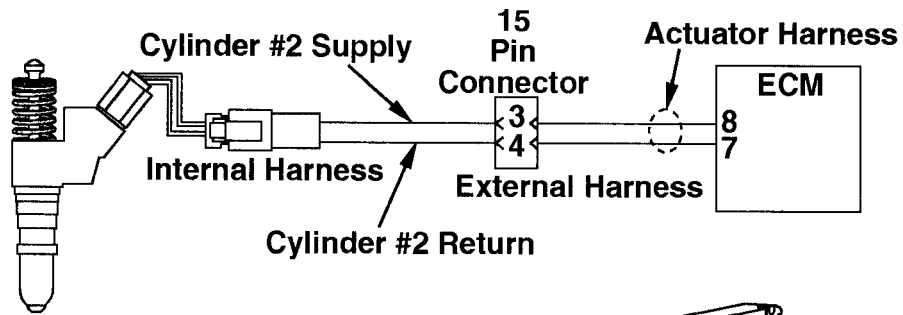 15
Pin
Connector
Cylinder #2 Supply
Actuator Harness
ECM
3
4
8
7
Internal Harness
External Harness
Cylinder #2 Return